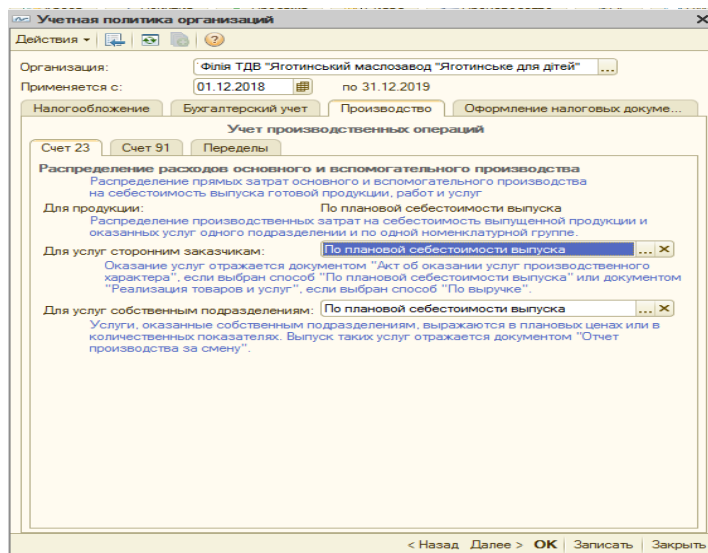 Учетная политика организаций
Действия
Организация: Філія ТДВ "Яготинський маслозавод "Яготинське для дітей" ...
Применяется с: 01.12.2018 по 31.12.2019
Налогообложение Бухгалтерский учет Производство Оформление налоговых докуме...
Учет производственных операций
Счет 23 Счет 91 Переделы
Распределение расходов основного и вспомогательного производства
Распределение прямых затрат основного и вспомогательного производства
на себестоимость выпуска готовой продукции, работ и услуг
Для продукции: По плановой себестоимости выпуска
Распределение производственных затрат на себестоимость выпущенной продукции и
оказанных услуг одного подразделении и по одной номенклатурной группе.
Для услуг сторонним заказчикам: По плановой себестоимости выпуска ... ×
Оказание услуг отражается документом "Акт об оказании услуг производственного
характера", если выбран способ "По плановой себестоимости выпуска" или документом
"Реализация товаров и услуг", если выбран способ "По выручке".
Для услуг собственным подразделениям: По плановой себестоимости выпуска ... ×
Услуги, оказанные собственным подразделениям, выражаются в плановых ценах или в
количественных показателях. Выпуск таких услуг отражается документом "Отчет
производства за смену".
< Назад Далее > OK Записать Закрыть